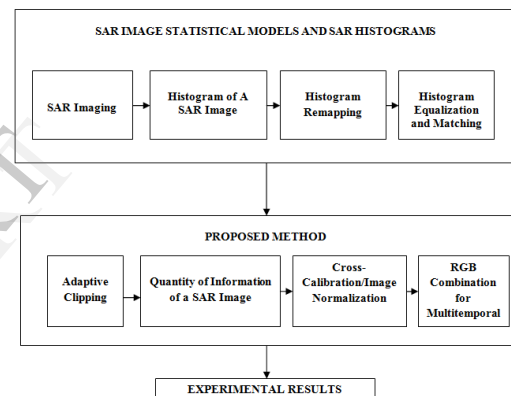 SAR IMAGE STATISTICAL MODELS AND SAR HISTOGRAMS
SAR Imaging
Histogram of A
SAR Image
Histogram
Remapping
Histogram
Equalization
and Matching
PROPOSED METHOD
Adaptive
Clipping
Quantity of Information
of a SAR Image
Cross-
Calibration/Image
Normalization
RGB
Combination
for
Multitemporal
EXPERIMENTAL RESULTS